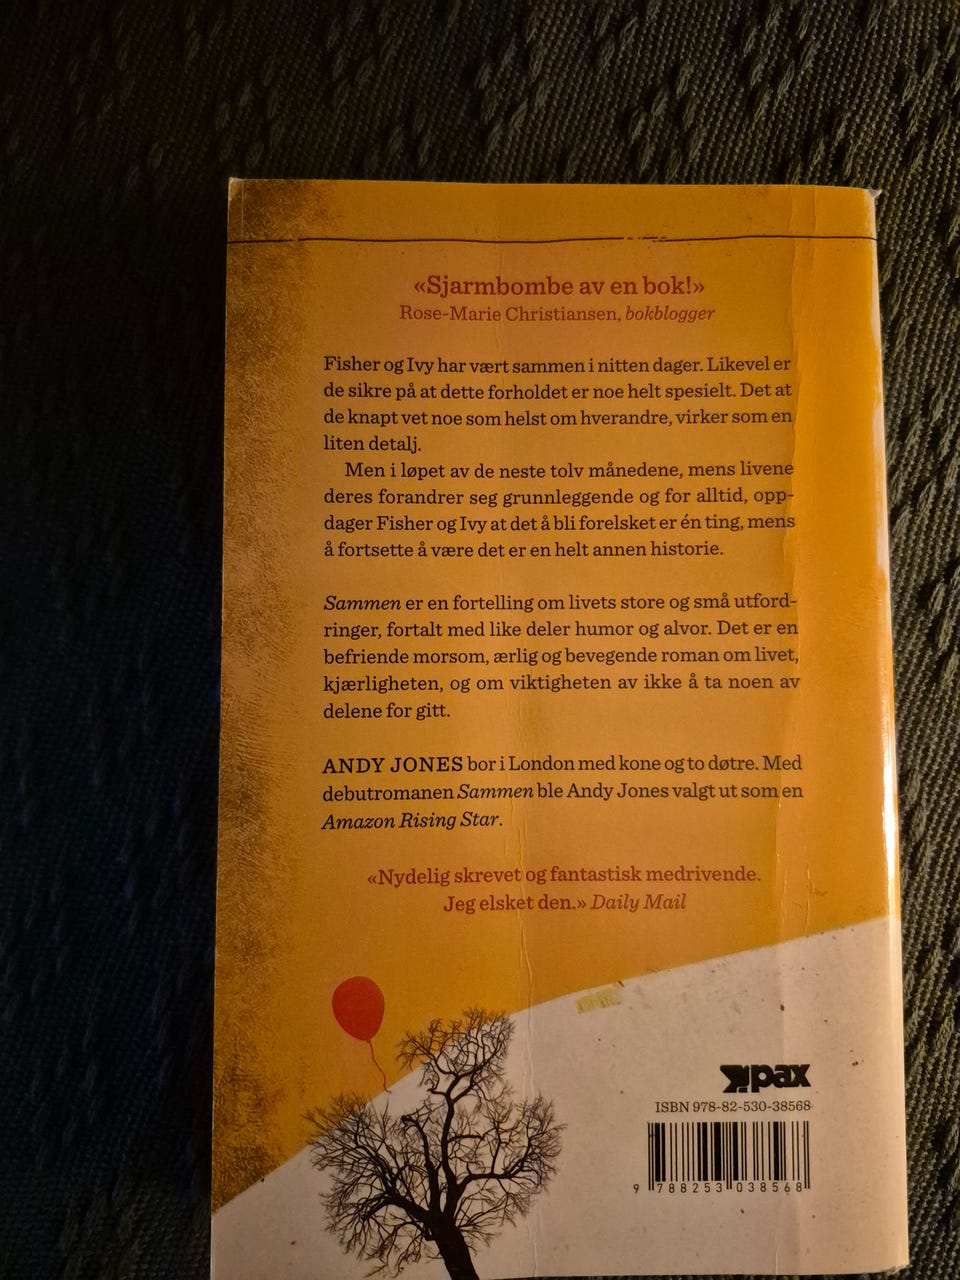 «Sjarmbombe av en bok!»
Rose-Marie Christiansen, bokblogger
Fisher og Ivy har vært sammen i nitten dager. Likevel er
de sikre på at dette forholdet er noe helt spesielt. Det at
de knapt vet noe som helst om hverandre, virker som en
liten detalj.
Men i løpet av de neste tolv månedene, mens livene
deres forandrer seg grunnleggende og for alltid, opp-
dager Fisher og Ivy at det å bli forelsket er én ting, mens
å fortsette å være det er en helt annen historie.
Sammen er en fortelling om livets store og små utford-
ringer, fortalt med like deler humor og alvor. Det er en
befriende morsom, ærlig og bevegende roman om livet,
kjærligheten, og om viktigheten av ikke å ta noen av
delene for gitt.
ANDY JONES bor i London med kone og to døtre. Med
debutromanen Sammen ble Andy Jones valgt ut som en
Amazon Rising Star.
«Nydelig skrevet og fantastisk medrivende.
Jeg elsket den.» Daily Mail
pax
ISBN 978-82-530-38568
9 788253 038568